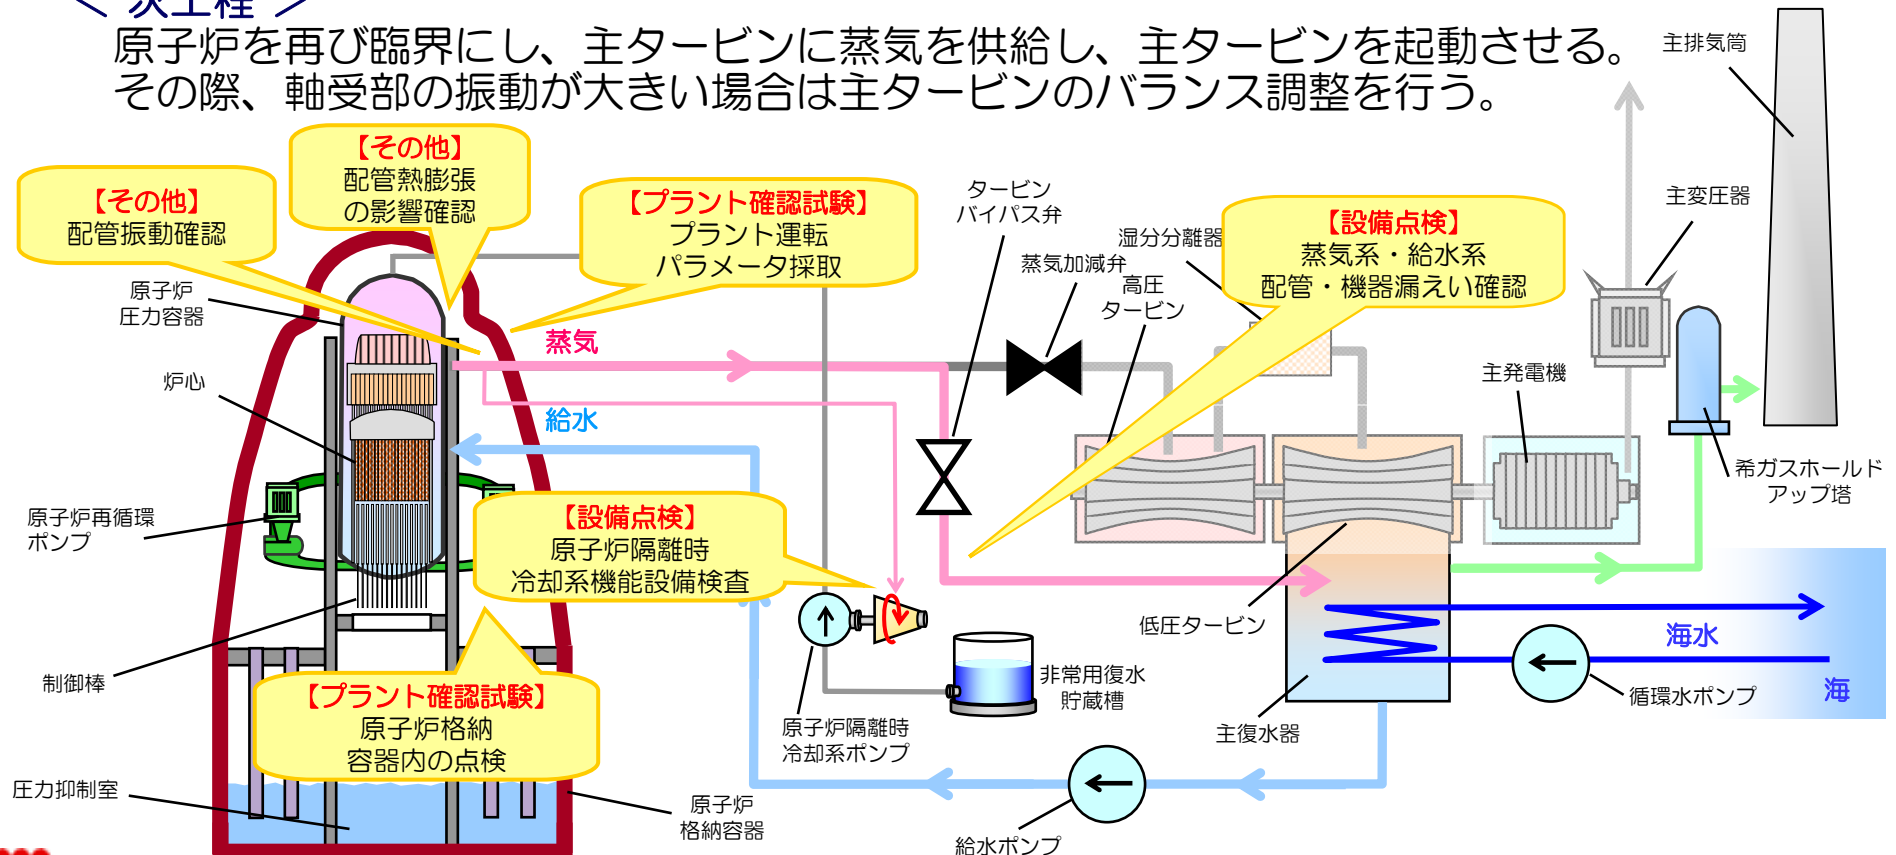 ＜ 次工程 ＞
原子炉を再び臨界にし、主タービンに蒸気を供給し、主タービンを起動させる。
その際、軸受部の振動が大きい場合は主タービンのバランス調整を行う。
主排気筒
【その他】
配管熱膨張
の影響確認
【その他】
配管振動確認
【プラント確認試験】
プラント運転
パラメータ採取
タービン
バイパス弁
湿分分離器
蒸気加減弁
高圧
タービン
【設備点検】
蒸気系・給水系
配管・機器漏えい確認
主変圧器
原子炉
圧力容器
蒸気
炉心
給水
主発電機
希ガスホールド
アップ塔
原子炉再循環
ポンプ
【設備点検】
原子炉隔離時
冷却系機能設備検査
低圧タービン
海水
海
制御棒
【プラント確認試験】
原子炉格納
容器内の点検
非常用復水
貯蔵槽
原子炉隔離時
冷却系ポンプ
主復水器
循環水ポンプ
圧力抑制室
原子炉
格納容器
給水ポンプ